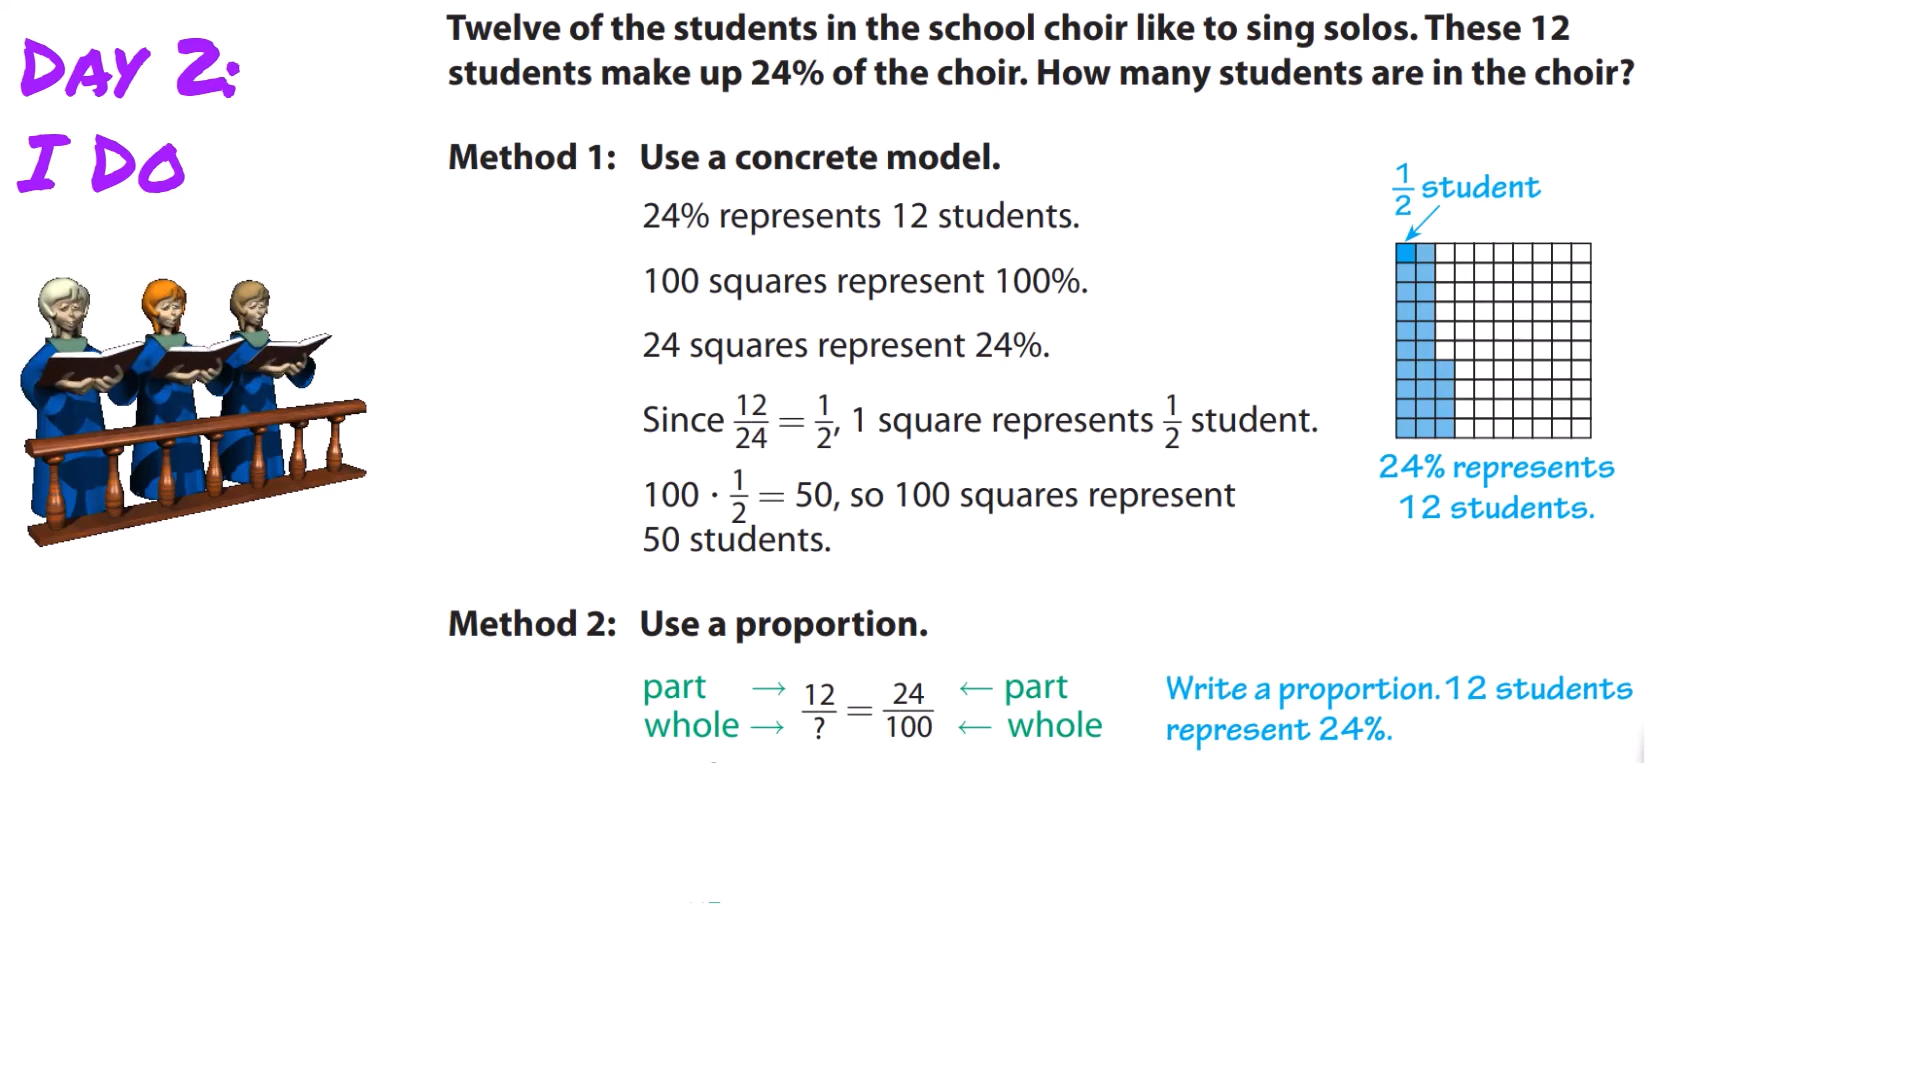 Day 2:
I Do
Twelve of the students in the school choir like to sing solos. These 12
students make up 24% of the choir. How many students are in the choir?
Method 1: Use a concrete model.
24% represents 12 students.
100 squares represent 100%.
24 squares represent 24%.
Since 12/24 = 1/2, 1 square represents 1/2 student.
100 · 1/2 = 50, so 100 squares represent
50 students.
1/2 student
24% represents
12 students.
Method 2: Use a proportion.
part → 12 = 24 ← part
whole → ? 100 ← whole
Write a proportion. 12 students
represent 24%.